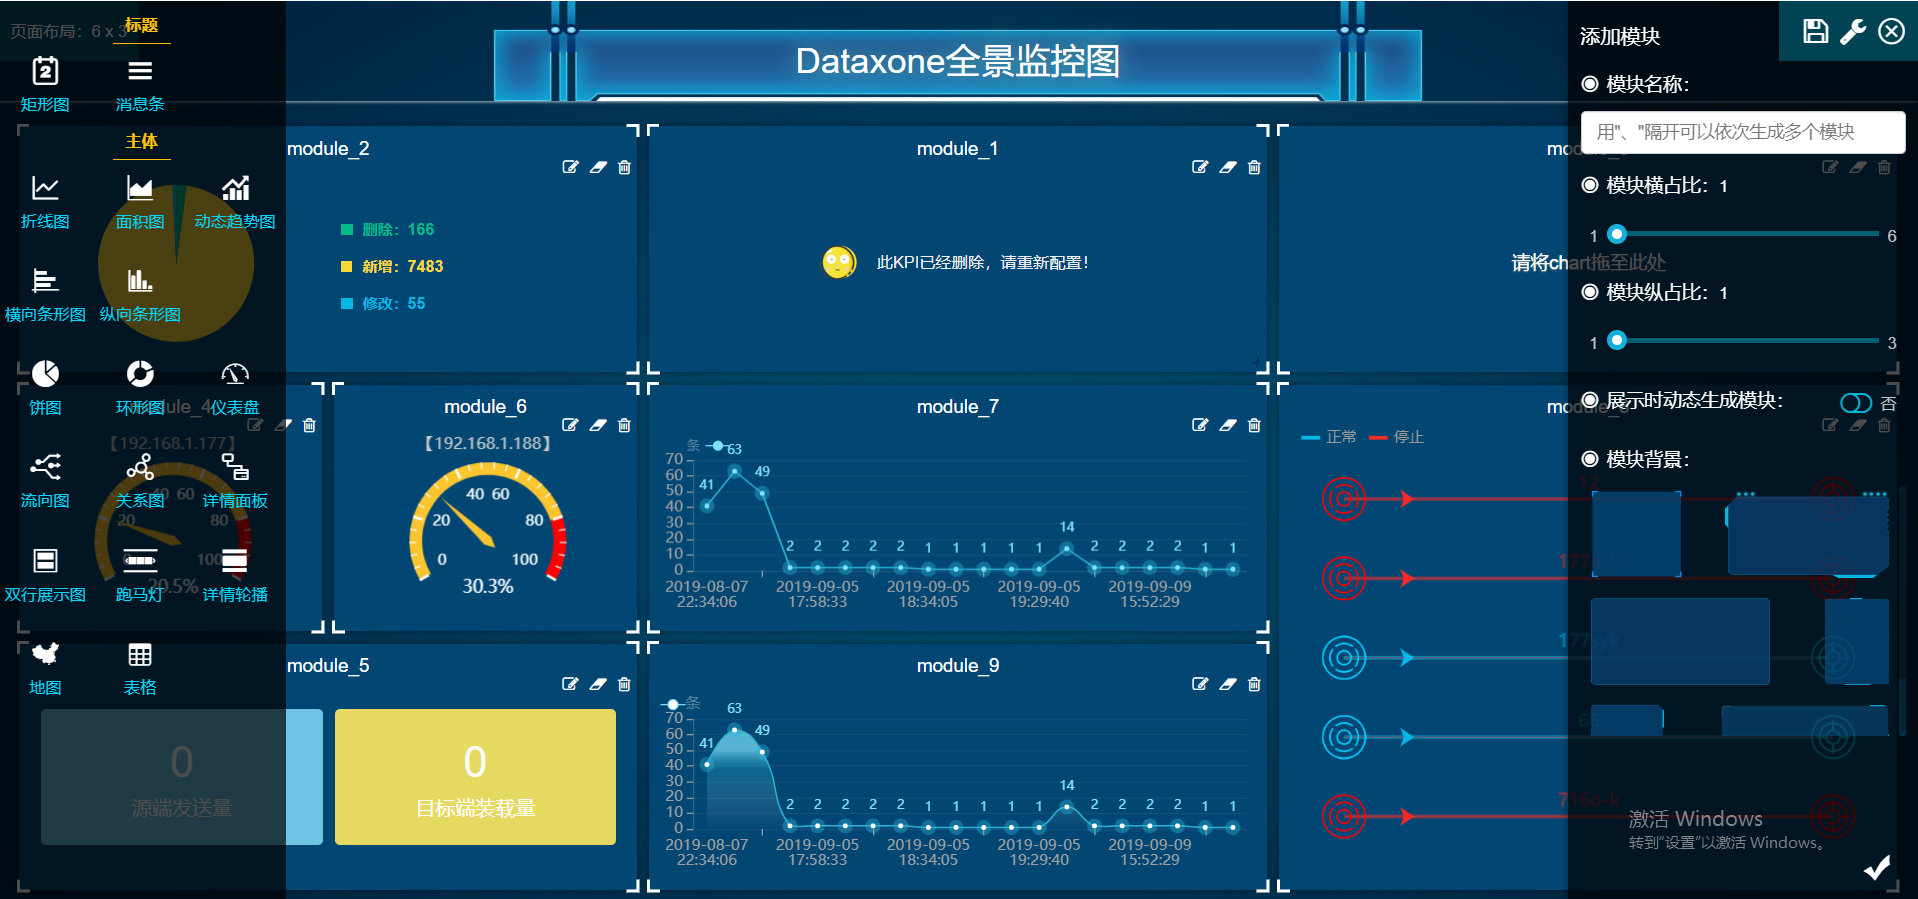 页面布局：6 x 3
标题
矩形图
消息条
主体
折线图
面积图
动态趋势图
横向条形图
纵向条形图
饼图
环形图
仪表盘
流向图
关系图
详情面板
双行展示图
跑马灯
详情轮播
地图
表格
Dataxone全景监控图
module_2
删除：166
新增：7483
修改：55
module_1
此KPI已经删除，请重新配置！
请将chart拖至此处
module_4
【192.168.1.177】
20
40
60
80
100
20.5%
module_6
【192.168.1.188】
0
20
40
60
80
100
30.3%
module_7
条
70
60
50
40
30
20
10
0
41
63
49
2
2
2
2
2
1
1
1
1
1
14
2
2
2
2
1
1
2019-08-07
22:34:06
2019-09-05
17:58:33
2019-09-05
18:34:05
2019-09-05
19:29:40
2019-09-09
15:52:29
正常
停止
12
177syk
module_5
0
源端发送量
0
目标端装载量
module_9
条
70
60
50
40
30
20
10
0
41
63
49
2
2
2
2
2
1
1
1
1
1
14
2
2
2
2
1
1
2019-08-07
22:34:06
2019-09-05
17:58:33
2019-09-05
18:34:05
2019-09-05
19:29:40
2019-09-09
15:52:29
716o-k
添加模块
模块名称：
用"、"隔开可以依次生成多个模块
模块横占比：1
1
6
模块纵占比：1
1
3
展示时动态生成模块：
否
模块背景：
激活 Windows
转到“设置”以激活 Windows。